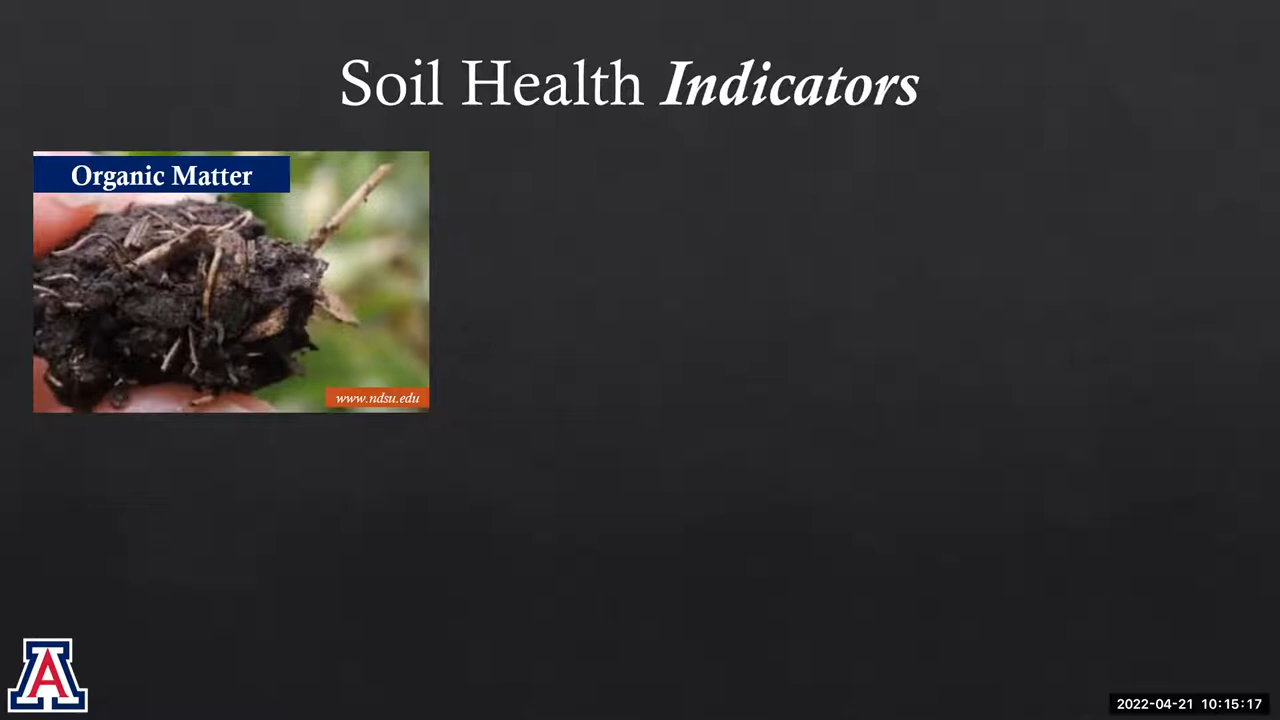 Soil Health Indicators
Organic Matter
www.ndsu.edu
A
2022-04-21 10:15:17